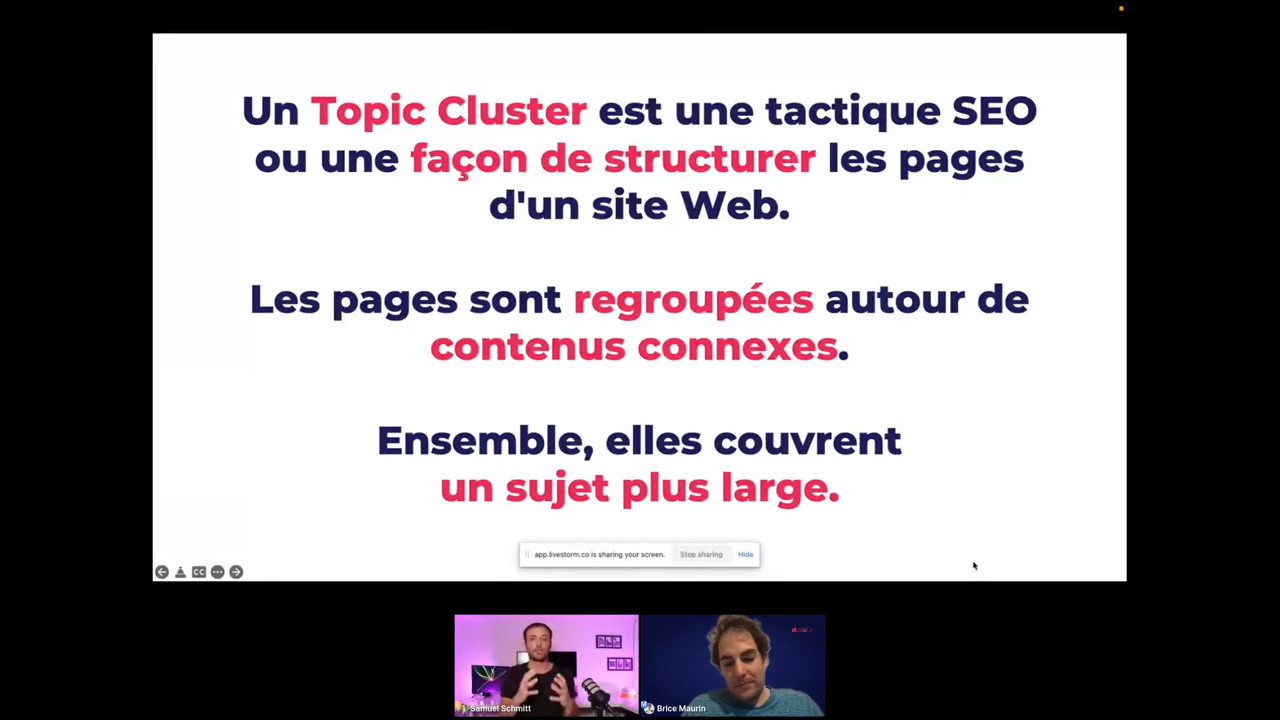 Un Topic Cluster est une tactique SEO
ou une façon de structurer les pages
d'un site Web.
Les pages sont regroupées autour de
contenus connexes.
Ensemble, elles couvrent
un sujet plus large.
app.livestorm.co is sharing your screen. Stop sharing Hide
CC
Samuel Schmitt
Brice Maurin